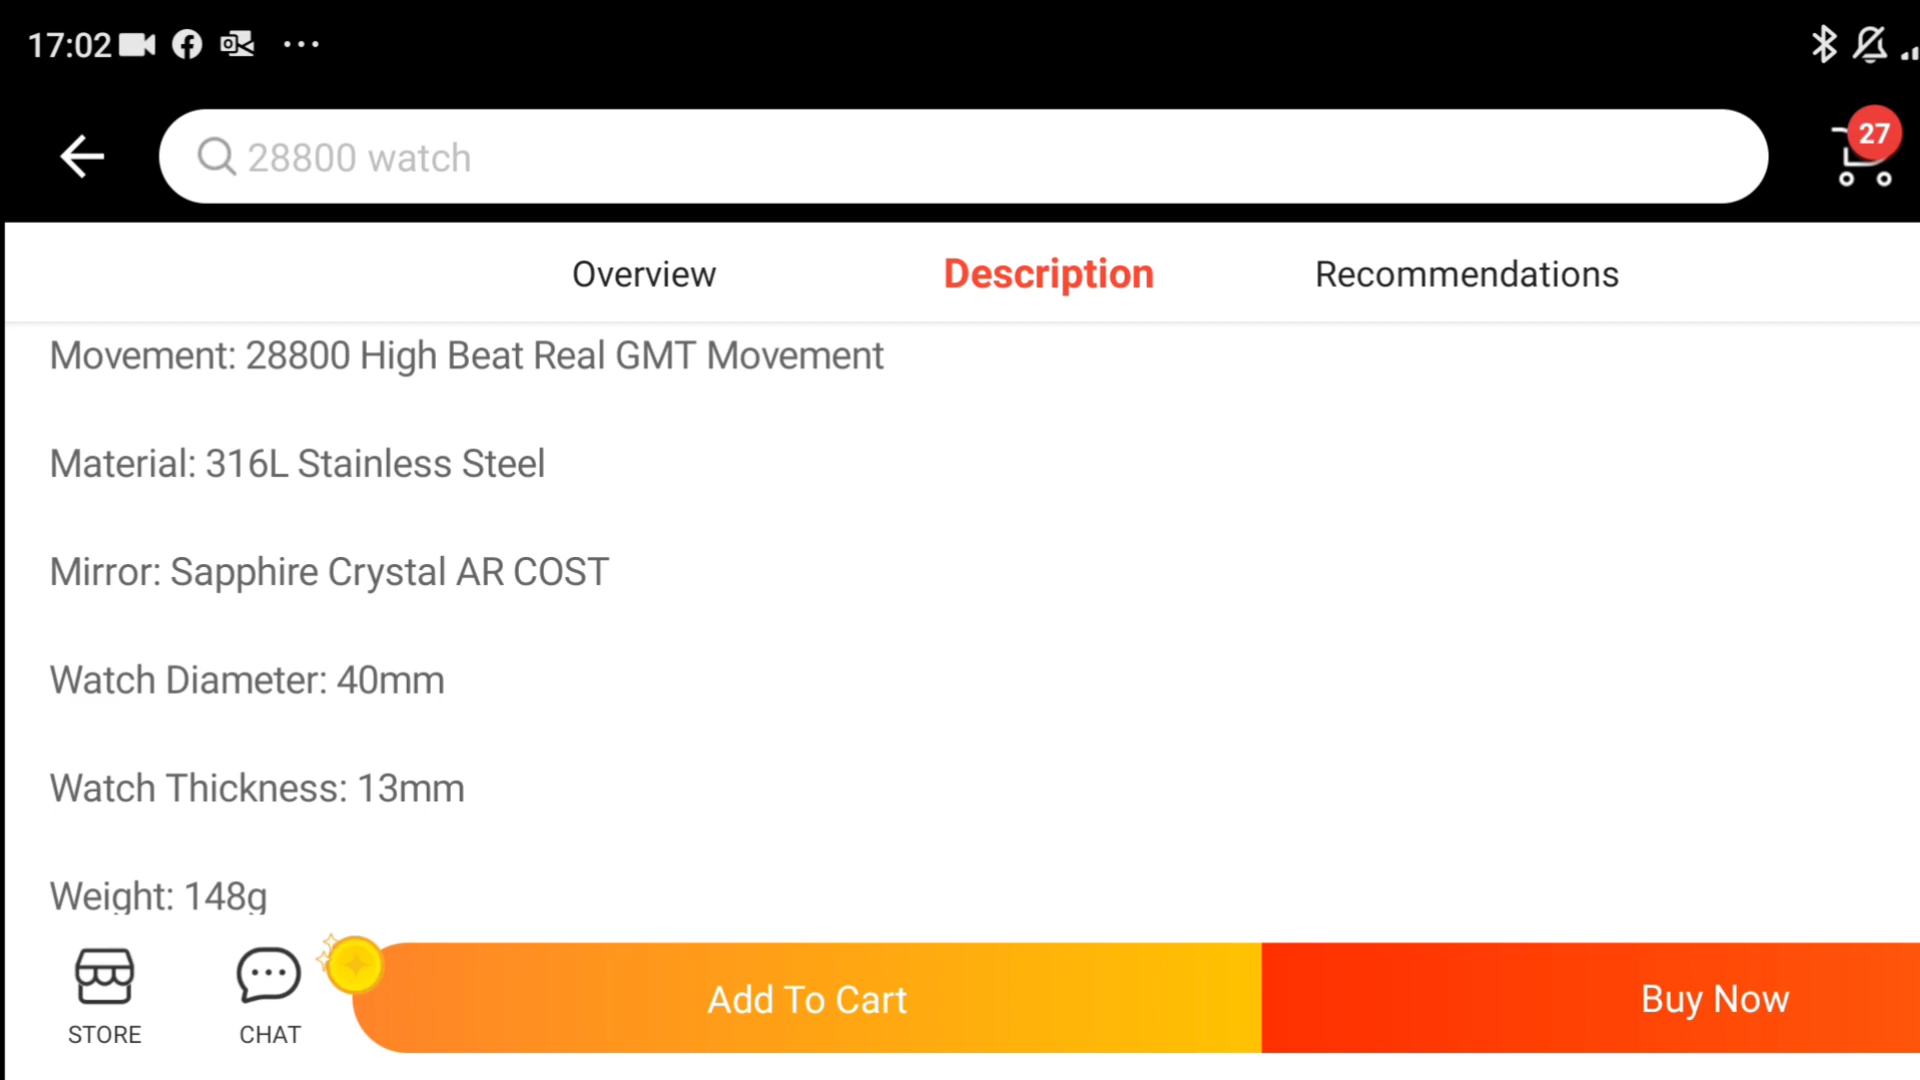 17:02
28800 watch
27
Overview Description Recommendations
Movement: 28800 High Beat Real GMT Movement
Material: 316L Stainless Steel
Mirror: Sapphire Crystal AR COST
Watch Diameter: 40mm
Watch Thickness: 13mm
Weight: 148g
STORE CHAT Add To Cart Buy Now